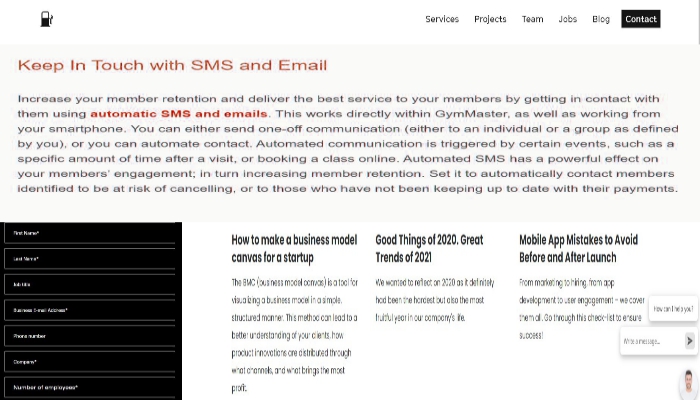 Services Projects Team Jobs Blog Contact
Keep In Touch with SMS and Email
Increase your member retention and deliver the best service to your members by getting in contact with
them using automatic SMS and emails. This works directly within GymMaster, as well as working from
your smartphone. You can either send one-off communication (either to an individual or a group as defined
by you), or you can automate contact. Automated communication is triggered by certain events, such as a
specific amount of time after a visit, or booking a class online. Automated SMS has a powerful effect on
your members' engagement; in turn increasing member retention. Set it to automatically contact members
identified to be at risk of cancelling, or to those who have not been keeping up to date with their payments.
First Name*
Last Name*
Job title
Business E-mail Address*
Phone number
Company*
Number of employees*
How to make a business model
canvas for a startup
The BMC (business model canvas) is a tool for
visualizing a business model in a simple,
structured manner. This method can lead to a
better understanding of your clients, how
product innovations are distributed through
what channels, and what brings the most
profit.
Good Things of 2020. Great
Trends of 2021
We wanted to reflect on 2020 as it definitely
had been the hardest but also the most
fruitful year in our company's life.
Mobile App Mistakes to Avoid
Before and After Launch
From marketing to hiring, from app
development to user engagement – we cover
them all. Go through this check-list to ensure
success!
How can I help you?
Write a message...